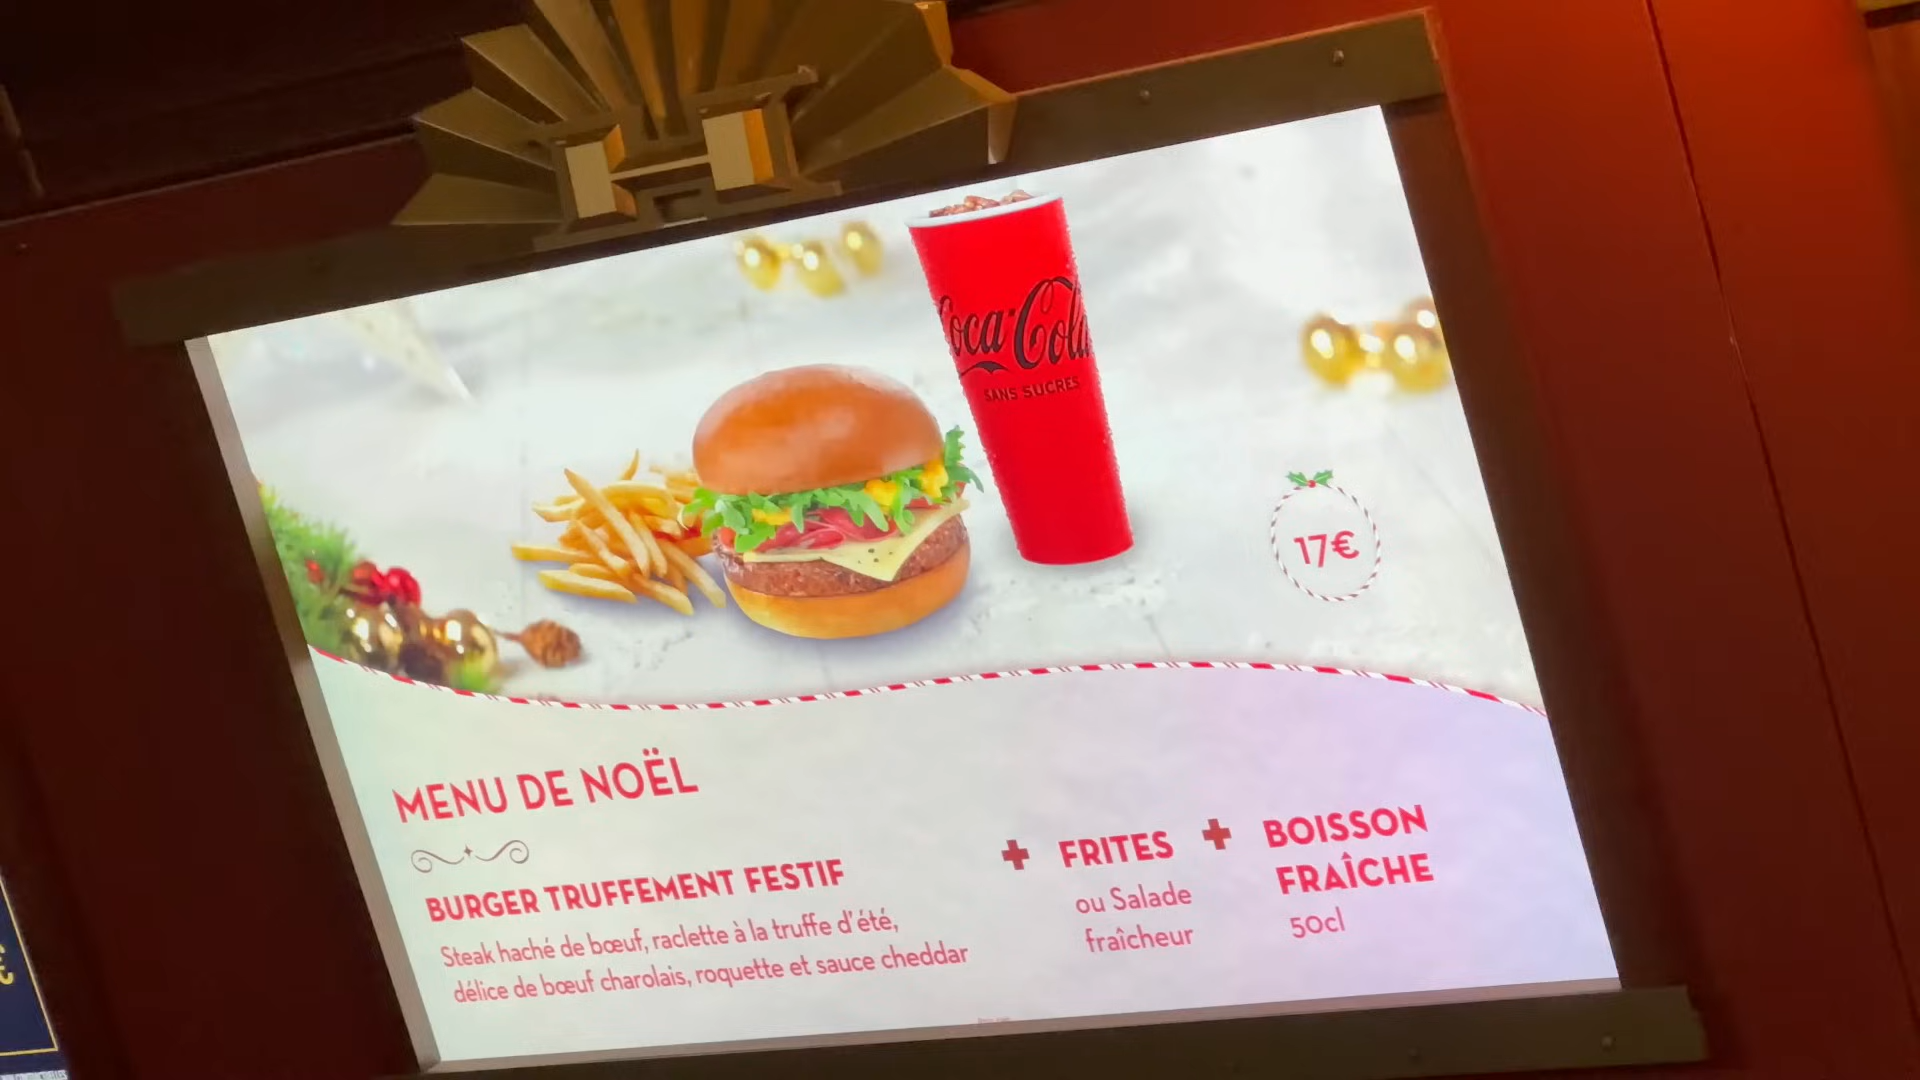 Coca-Cola
SANS SUCRES
17€
MENU DE NOËL
BURGER TRUFFEMENT FESTIF
Steak haché de bœuf, raclette à la truffe d'été,
délice de bœuf charolais, roquette et sauce cheddar
+ FRITES
ou Salade
fraîcheur
+ BOISSON
FRAÎCHE
50cl